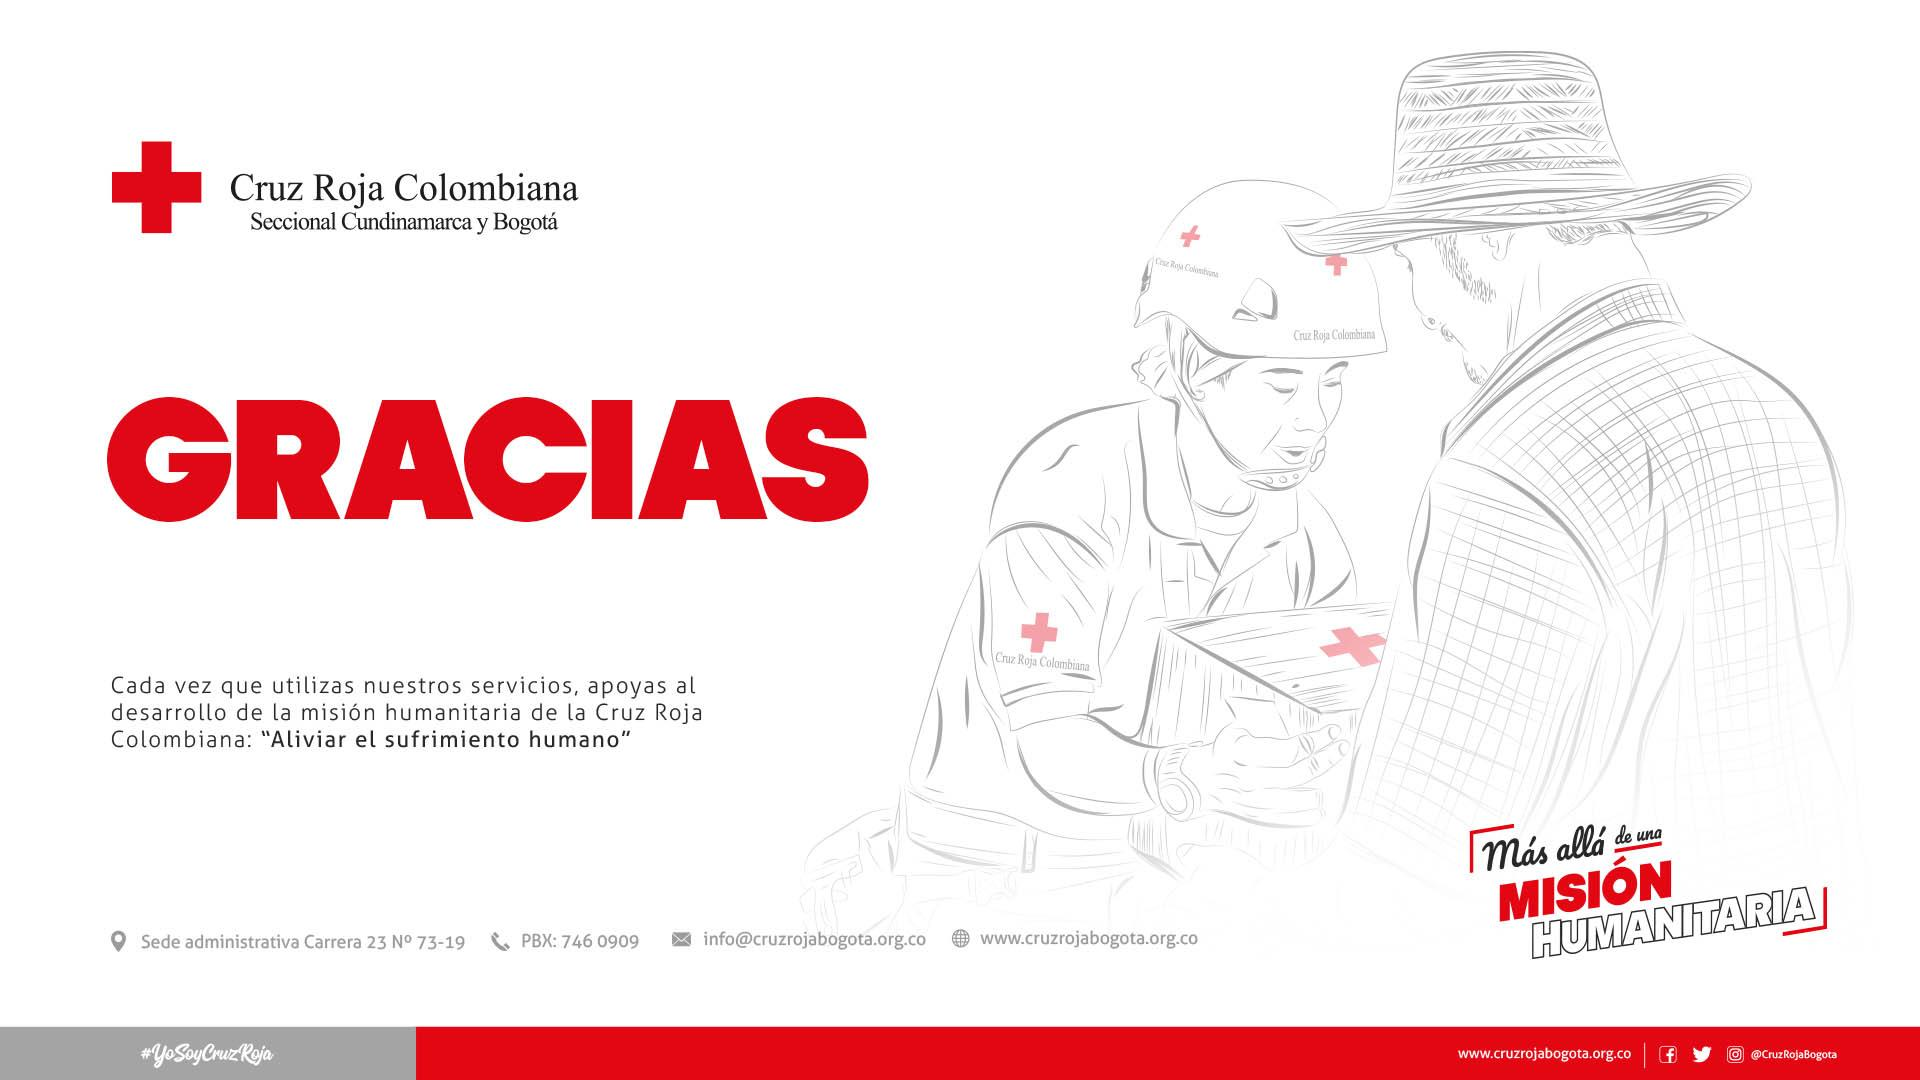 Cruz Roja Colombiana
Seccional Cundinamarca y Bogotá
GRACIAS
Cada vez que utilizas nuestros servicios, apoyas al
desarrollo de la misión humanitaria de la Cruz Roja
Colombiana: “Aliviar el sufrimiento humano”
Cruz Roja Colombiana
Cruz Roja Colombiana
Cruz Roja Colombiana
Más allá de una
MISIÓN
HUMANITARIA
Sede administrativa Carrera 23 Nº 73-19 PBX: 746 0909 info@cruzrojabogota.org.co www.cruzrojabogota.org.co
#YoSoyCruzRoja
www.cruzrojabogota.org.co @CruzRojaBogota